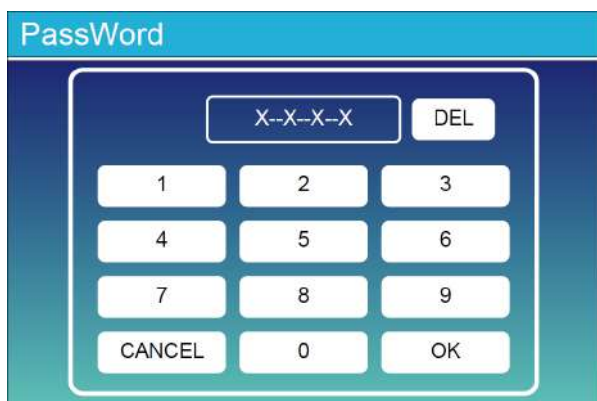 PassWord
X--X--X--X DEL
1 2 3
4 5 6
7 8 9
CANCEL 0 OK